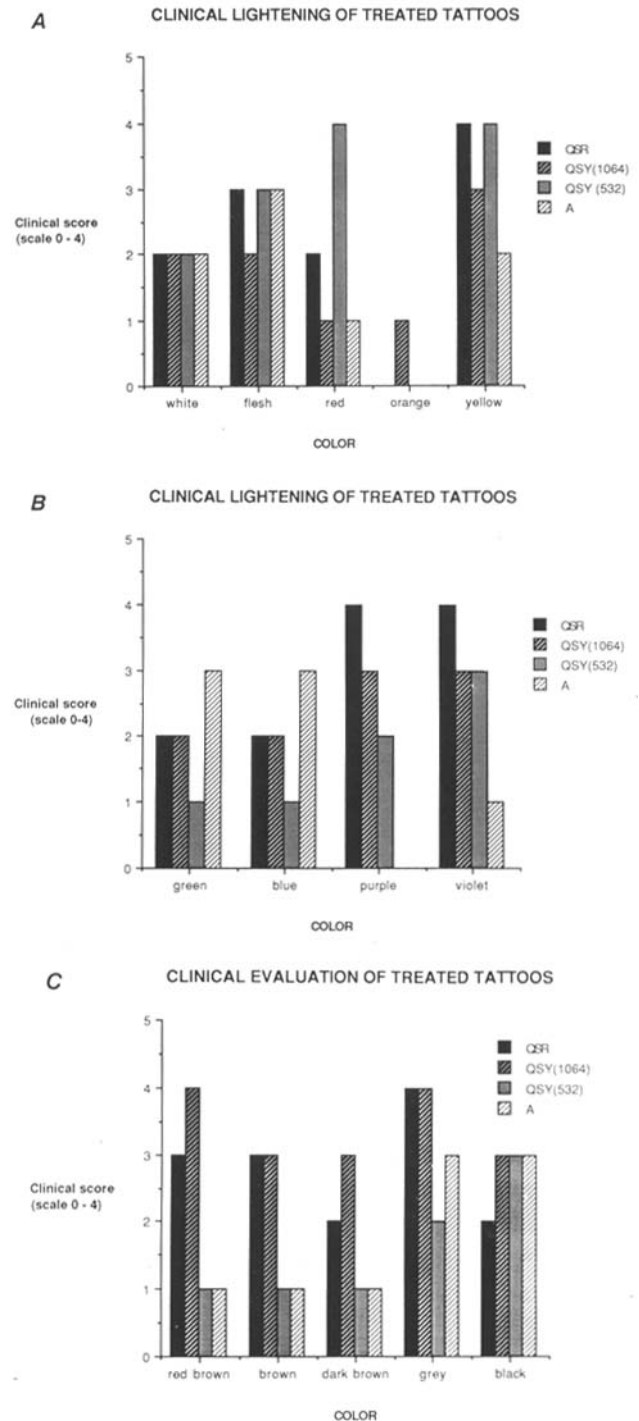 A
CLINICAL LIGHTENING OF TREATED TATTOOS
5
4
3
2
1
0
Clinical score
(scale 0 - 4)
QSR
QSY(1064)
QSY (532)
A
white flesh red orange yellow
COLOR
B
CLINICAL LIGHTENING OF TREATED TATTOOS
5
4
3
2
1
0
Clinical score
(scale 0-4)
QSR
QSY(1064)
QSY(532)
A
green blue purple violet
COLOR
C
CLINICAL EVALUATION OF TREATED TATTOOS
5
4
3
2
1
0
Clinical score
(scale 0 - 4)
QSR
QSY(1064)
QSY(532)
A
red brown brown dark brown grey black
COLOR